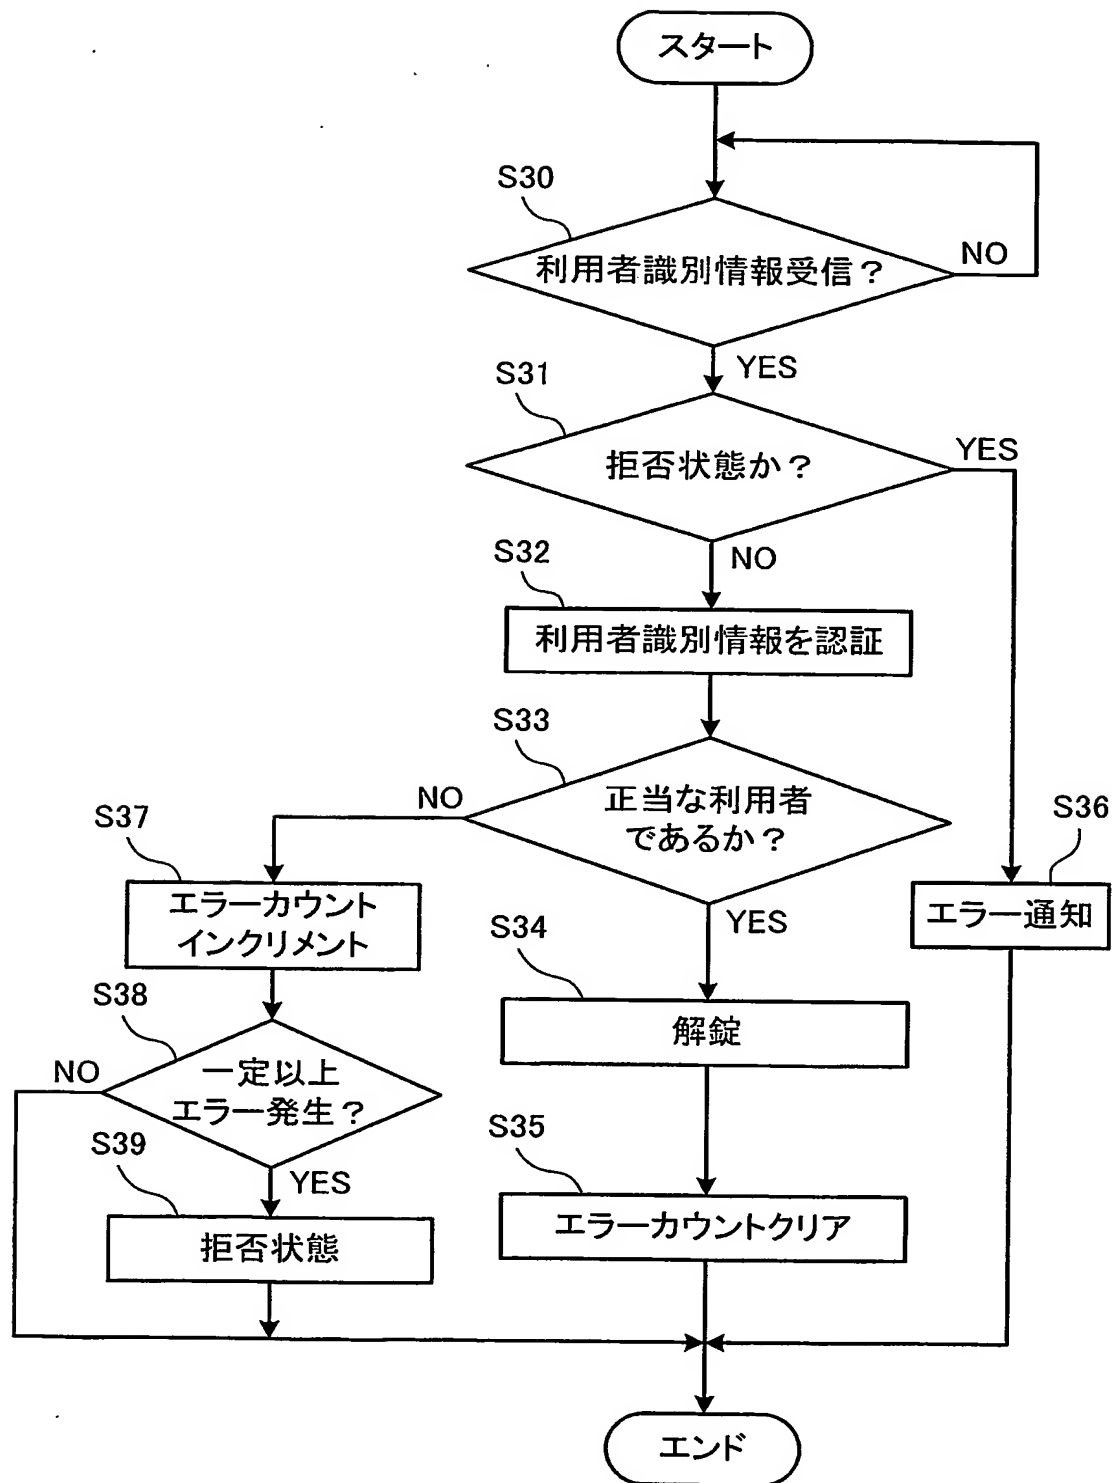 スタート
S30
利用者識別情報受信？
NO
YES
S31
拒否状態か？
YES
NO
S32
利用者識別情報を認証
S33
正当な利用者
であるか？
NO
YES
S37
エラーカウント
インクリメント
S36
エラー通知
S34
解錠
S38
一定以上
エラー発生？
NO
YES
S35
エラーカウントクリア
S39
拒否状態
エンド